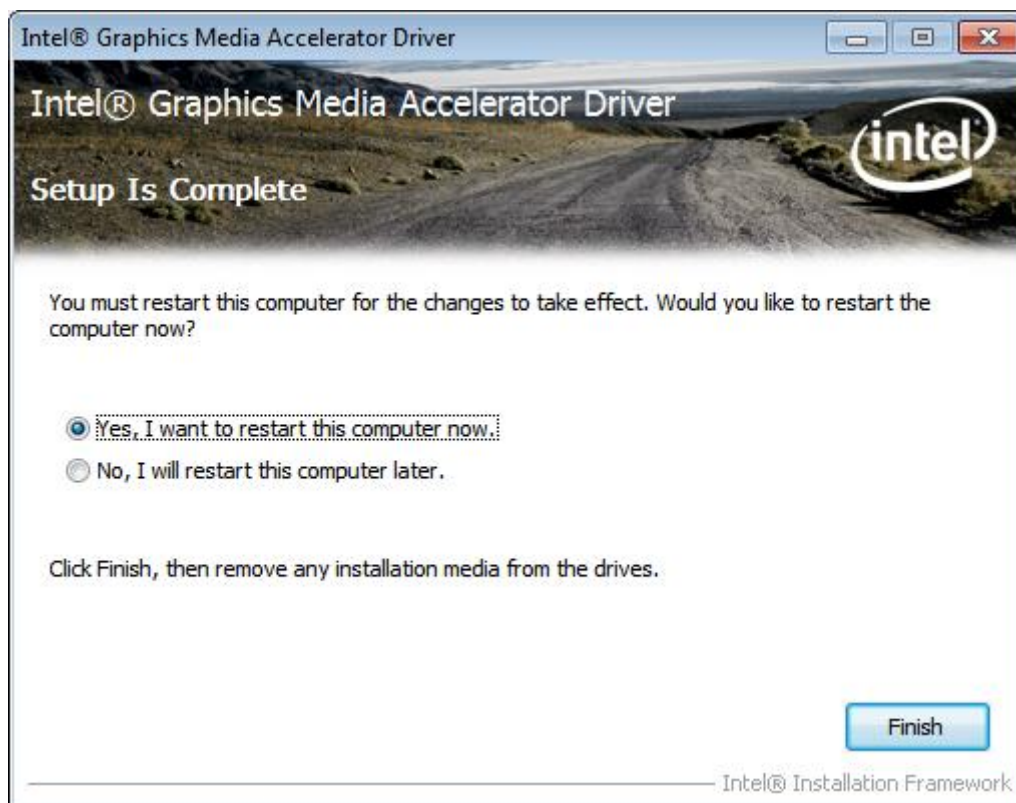 Intel® Graphics Media Accelerator Driver
Intel® Graphics Media Accelerator Driver
intel
Setup Is Complete
You must restart this computer for the changes to take effect. Would you like to restart the
computer now?
Yes, I want to restart this computer now.
No, I will restart this computer later.
Click Finish, then remove any installation media from the drives.
Finish
Intel® Installation Framework